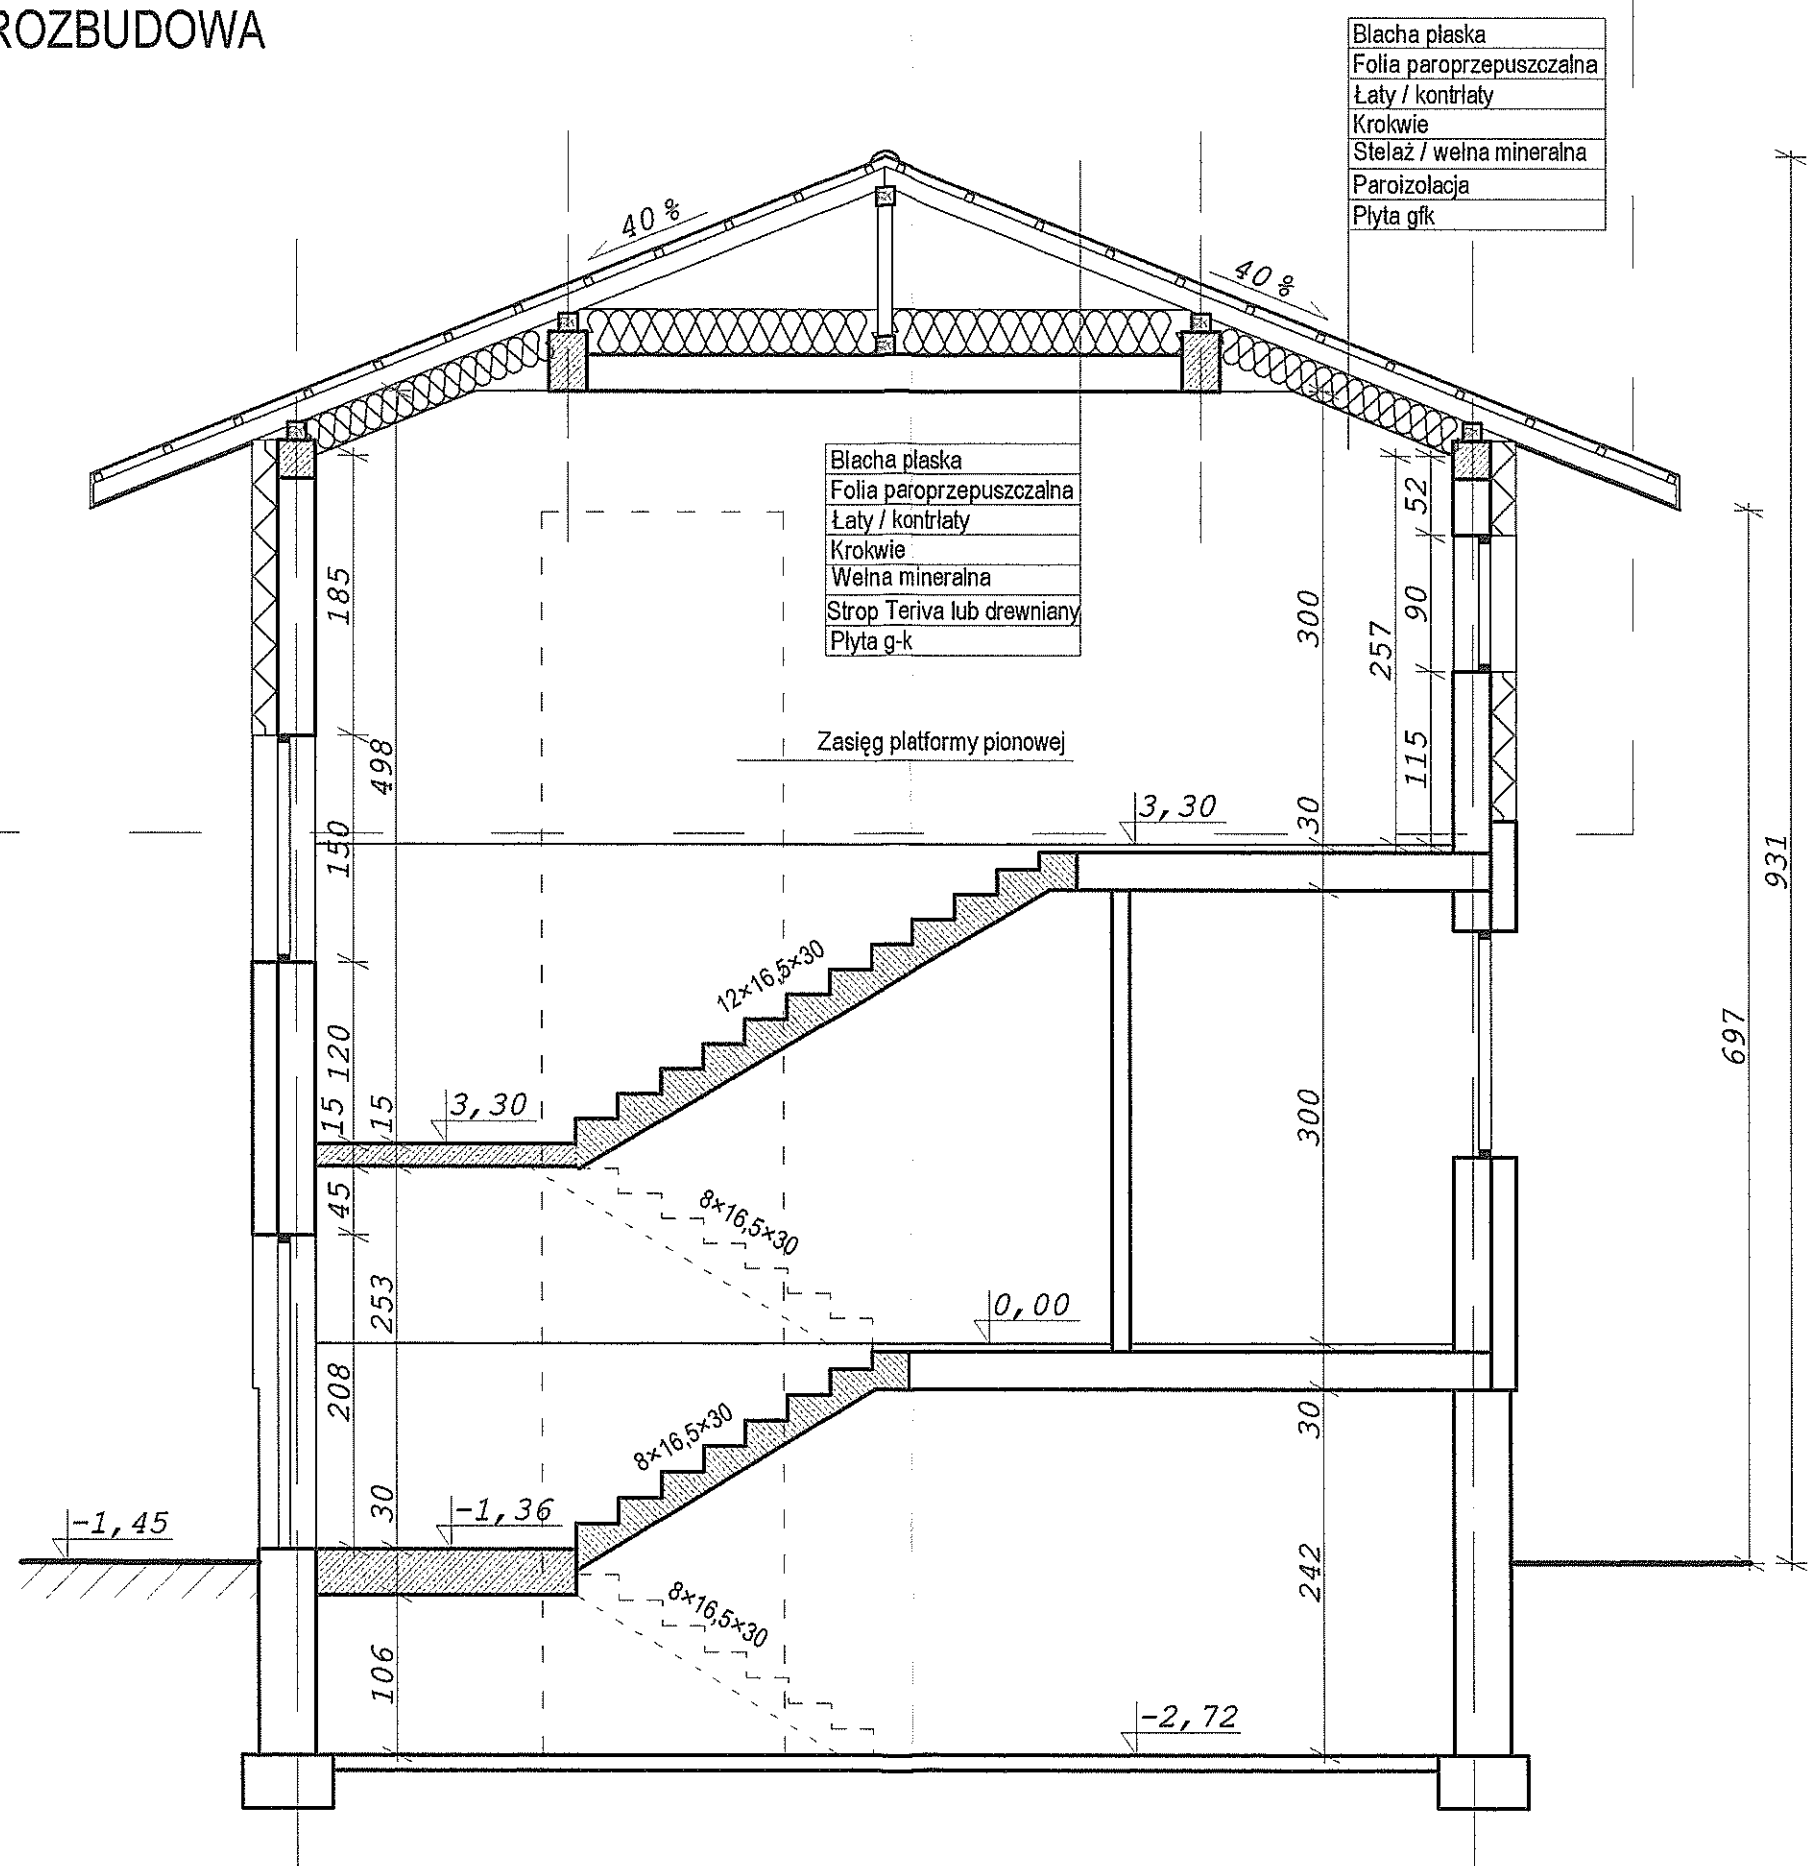 ROZBUDOWA
Blacha płaska
Folia paroprzepuszczalna
Łaty / kontrłaty
Krokwie
Stelaż / wełna mineralna
Paroizolacja
Płyta gfk
40 %
40 %
Blacha płaska
Folia paroprzepuszczalna
Łaty / kontrłaty
Krokwie
Wełna mineralna
Strop Teriva lub drewniany
Płyta g-k
52
185
90
300
257
Zasięg platformy pionowej
115
498
3,30
30
150
931
12×16,5×30
697
120
3,30
15
15
300
45
8×16,5×30
253
0,00
208
30
8×16,5×30
30
-1,36
-1,45
242
8×16,5×30
106
-2,72